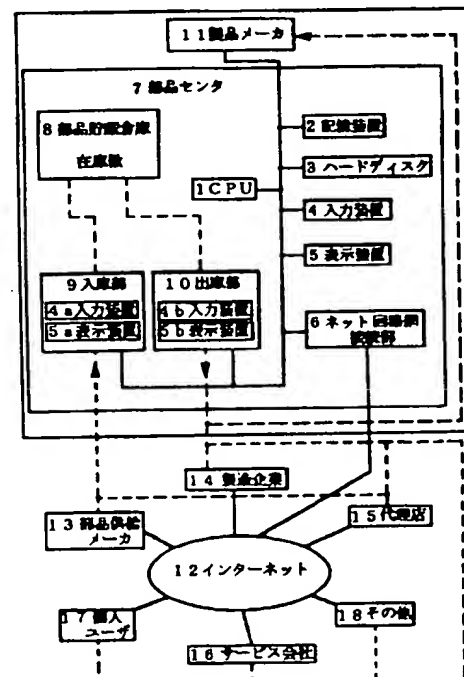 11製品メーカ
7部品センタ
8部品貯蔵倉庫
在庫数
2記憶装置
3ハードディスク
1CPU
4入力装置
5表示装置
9入庫部
4a入力装置
5a表示装置
10出庫部
4b入力装置
5b表示装置
6ネット回路網
接続部
14製造企業
13部品供給
メーカ
15代理店
12インターネット
17個人
ユーザ
18その他
16サービス会社